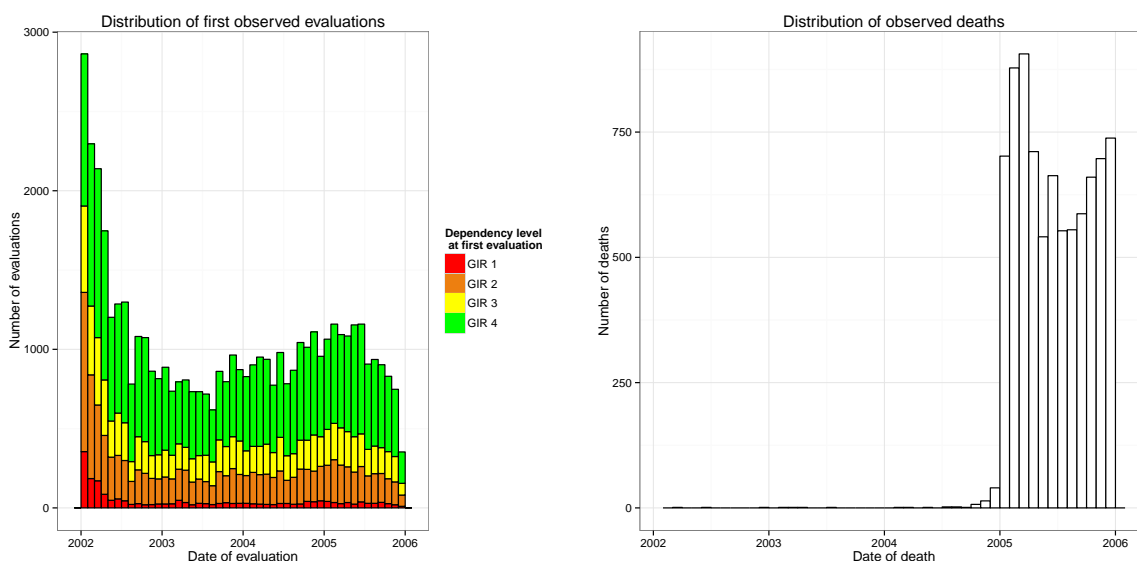 Distribution of first observed evaluations
3000
2000
1000
0
Number of evaluations
2002
2003
2004
2005
2006
Date of evaluation
Dependency level
at first evaluation
GIR 1
GIR 2
GIR 3
GIR 4
Distribution of observed deaths
750
500
250
0
Number of deaths
2002
2003
2004
2005
2006
Date of death